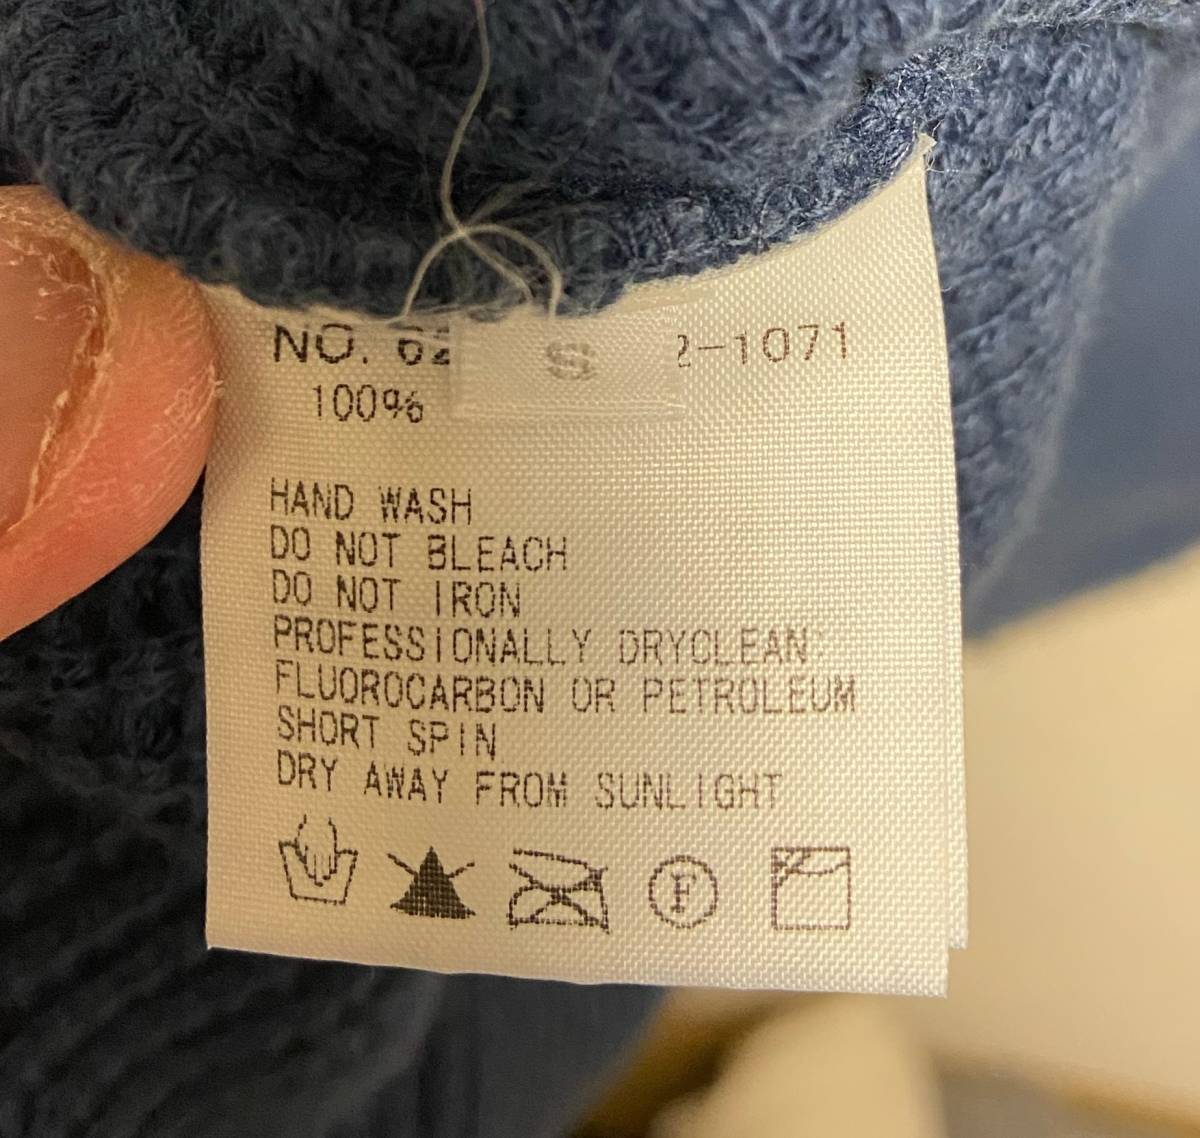 NO. 62 S 2-1071
100%
HAND WASH
DO NOT BLEACH
DO NOT IRON
PROFESSIONALLY DRYCLEAN:
FLUOROCARBON OR PETROLEUM
SHORT SPIN
DRY AWAY FROM SUNLIGHT
F